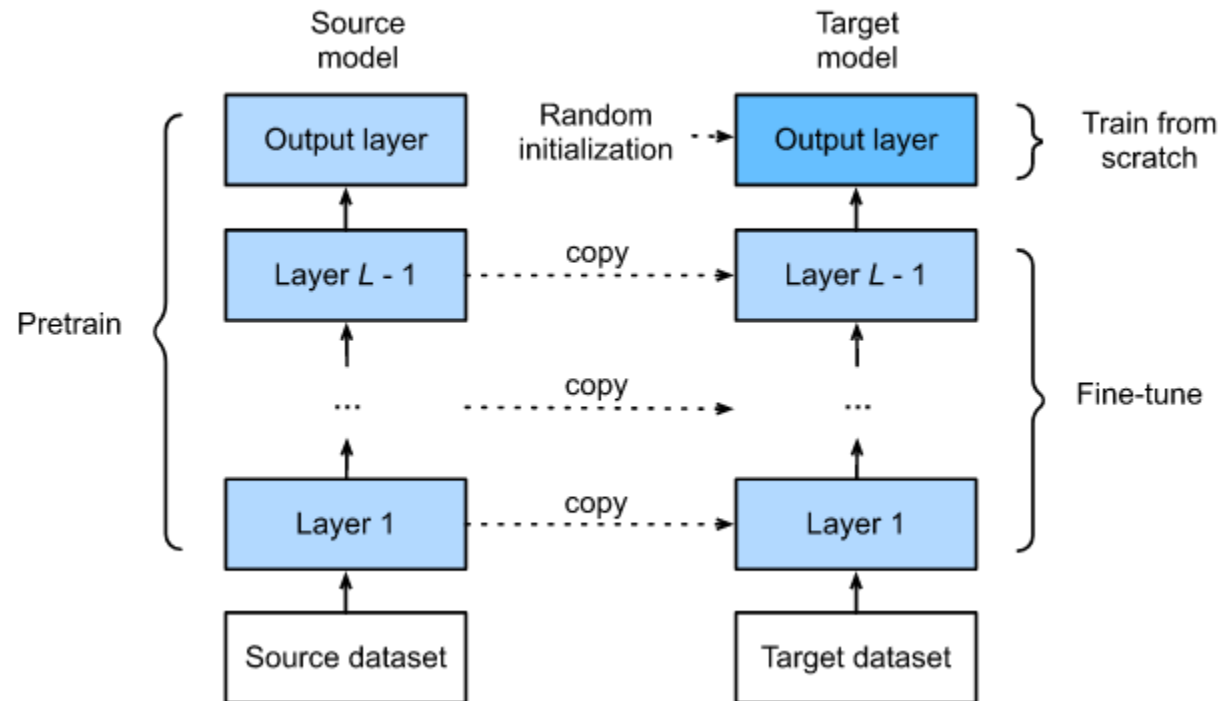 Source
model
Target
model
Output layer
Random
initialization
Output layer
Train from
scratch
Layer L - 1
copy
Layer L - 1
Pretrain
...
copy
...
Fine-tune
Layer 1
copy
Layer 1
Source dataset
Target dataset